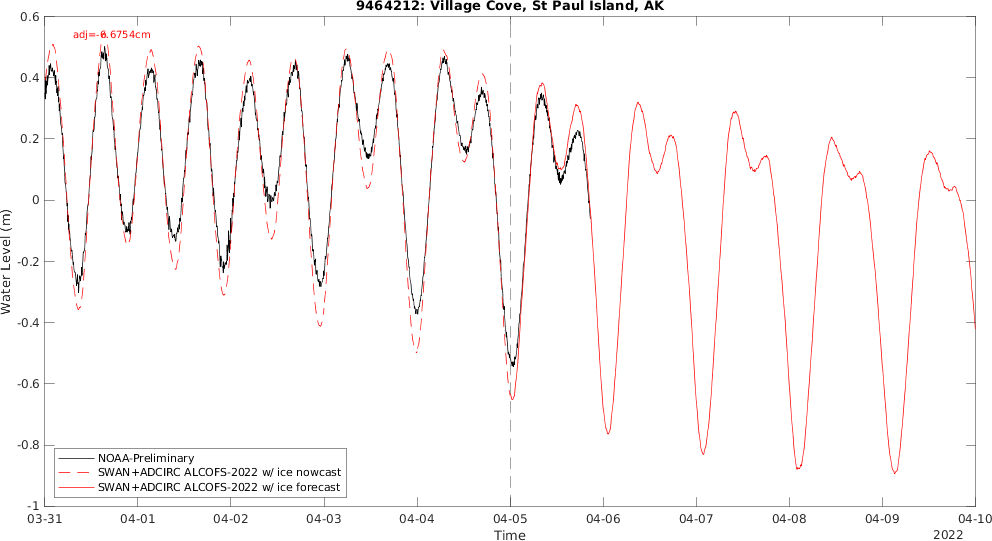 9464212: Village Cove, St Paul Island, AK
adj=-6.6754cm
0.6
0.4
0.2
0
-0.2
-0.4
-0.6
-0.8
-1
Water Level (m)
NOAA-Preliminary
SWAN+ADCIRC ALCOFS-2022 w/ ice nowcast
SWAN+ADCIRC ALCOFS-2022 w/ ice forecast
03-31 04-01 04-02 04-03 04-04 04-05 04-06 04-07 04-08 04-09 04-10
Time
2022